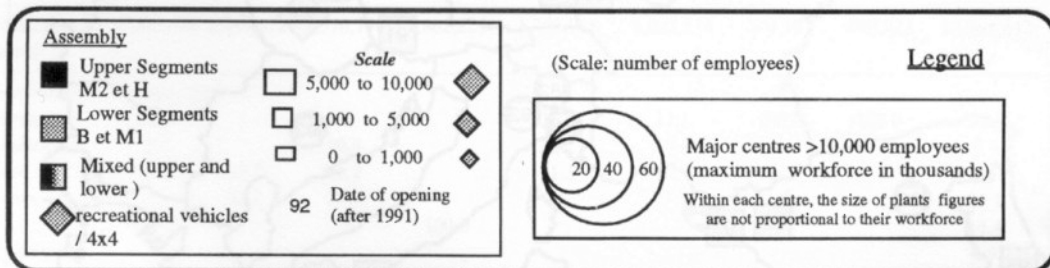 Assembly
Upper Segments
M2 et H
Lower Segments
B et M1
Mixed (upper and
lower )
recreational vehicles
/ 4x4
Scale
5,000 to 10,000
1,000 to 5,000
0 to 1,000
92 Date of opening
(after 1991)
(Scale: number of employees)
Legend
20 40 60
Major centres >10,000 employees
(maximum workforce in thousands)
Within each centre, the size of plants figures
are not proportional to their workforce